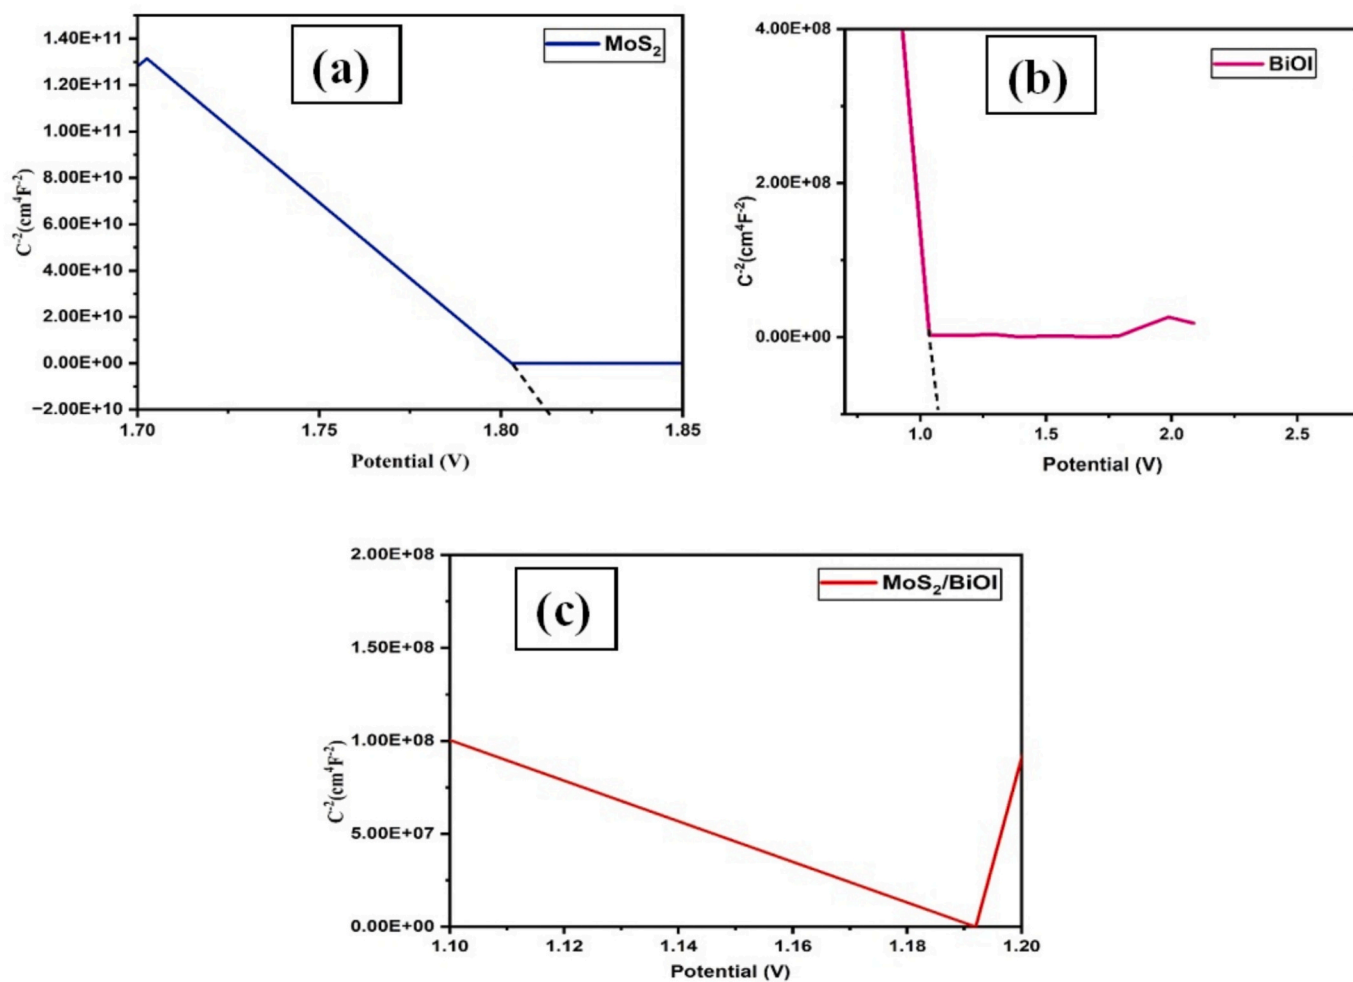 (a)
MoS₂
1.40E+11
1.20E+11
1.00E+11
8.00E+10
6.00E+10
4.00E+10
2.00E+10
0.00E+00
−2.00E+10
C⁻²(cm⁴F⁻²)
1.70 1.75 1.80 1.85
Potential (V)
(b)
BiOI
4.00E+08
2.00E+08
0.00E+00
C⁻²(cm⁴F⁻²)
1.0 1.5 2.0 2.5
Potential (V)
(c)
MoS₂/BiOI
2.00E+08
1.50E+08
1.00E+08
5.00E+07
0.00E+00
C⁻²(cm⁴F⁻²)
1.10 1.12 1.14 1.16 1.18 1.20
Potential (V)